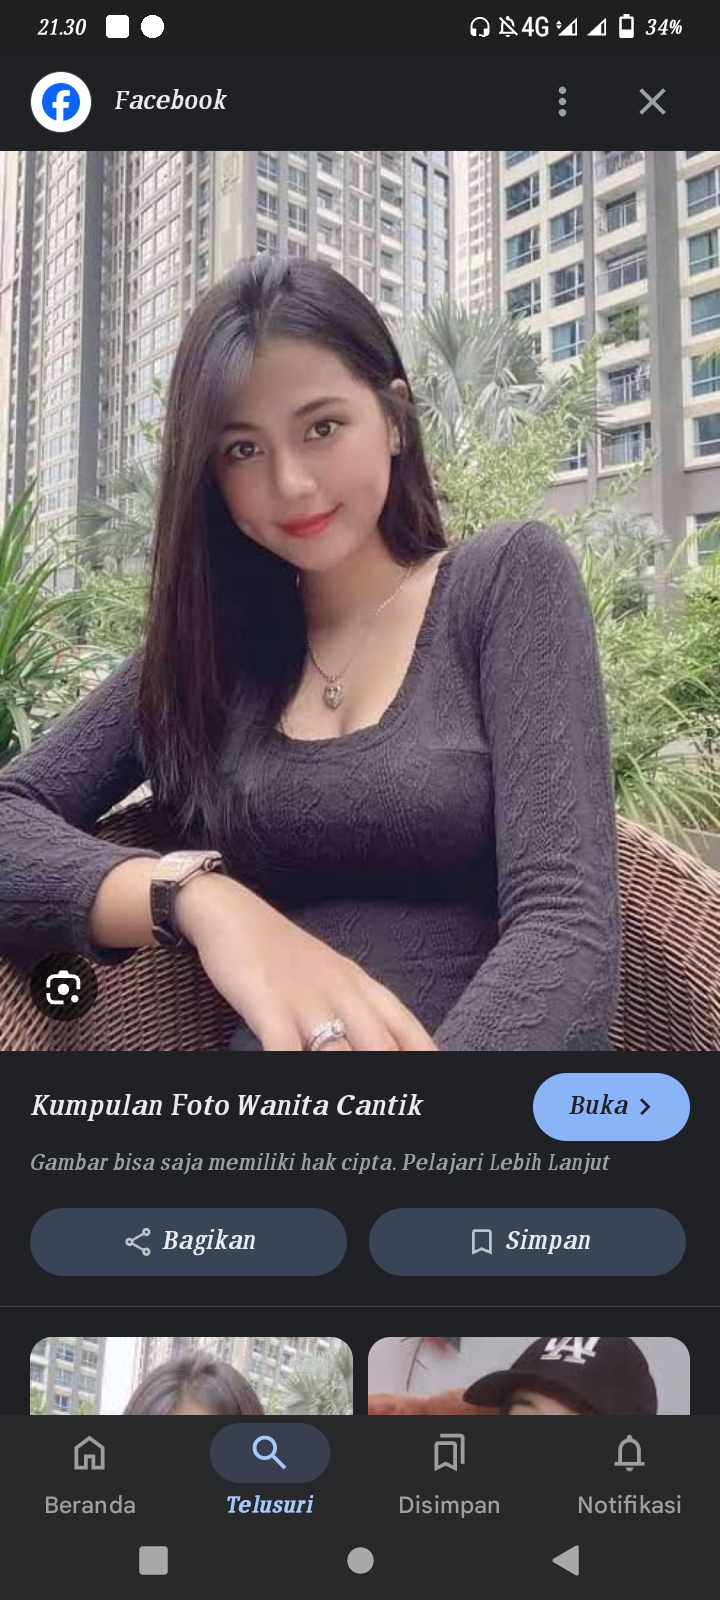 21.30 4G 34%
Facebook
Kumpulan Foto Wanita Cantik
Buka
Gambar bisa saja memiliki hak cipta. Pelajari Lebih Lanjut
Bagikan Simpan
LA
Beranda Telusuri Disimpan Notifikasi